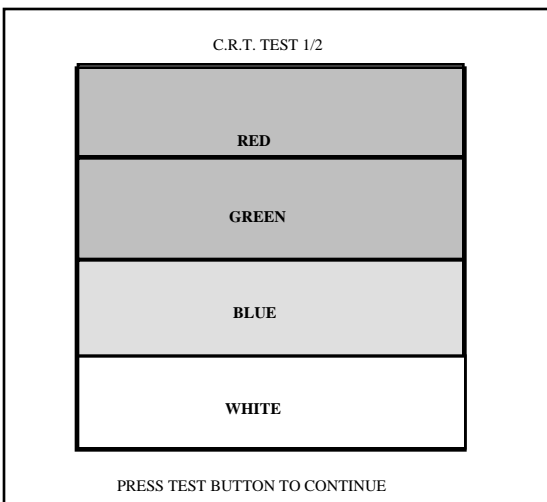 C.R.T. TEST 1/2
RED
GREEN
BLUE
WHITE
PRESS TEST BUTTON TO CONTINUE